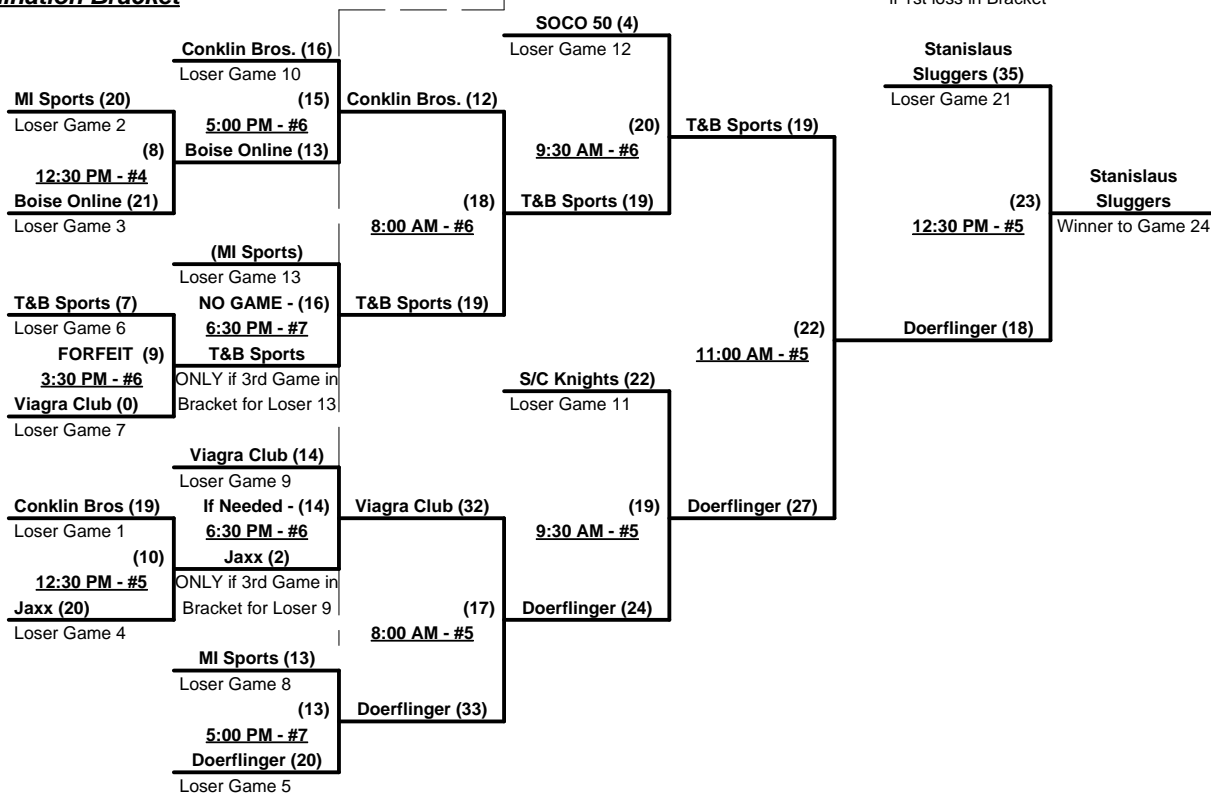 mination Bracket
If 1st loss in Bracket
SOCO 50 (4)
Loser Game 12
Conklin Bros. (16)
Loser Game 10
Stanislaus
Sluggers (35)
Loser Game 21
MI Sports (20)
Loser Game 2
(15)
5:00 PM - #6
Conklin Bros. (12)
(8)
12:30 PM - #4
Boise Online (13)
(20)
9:30 AM - #6
T&B Sports (19)
Boise Online (21)
Loser Game 3
(18)
8:00 AM - #6
T&B Sports (19)
(23)
12:30 PM - #5
Stanislaus
Sluggers
Winner to Game 24
(MI Sports)
Loser Game 13
T&B Sports (7)
Loser Game 6
NO GAME - (16)
6:30 PM - #7
T&B Sports (19)
FORFEIT (9)
3:30 PM - #6
T&B Sports
ONLY if 3rd Game in
Bracket for Loser 13
Viagra Club (0)
Loser Game 7
(22)
11:00 AM - #5
Doerflinger (18)
S/C Knights (22)
Loser Game 11
Viagra Club (14)
Loser Game 9
Conklin Bros (19)
Loser Game 1
If Needed - (14)
6:30 PM - #6
Viagra Club (32)
(19)
9:30 AM - #5
Doerflinger (27)
(10)
12:30 PM - #5
Jaxx (2)
ONLY if 3rd Game in
Bracket for Loser 9
Jaxx (20)
Loser Game 4
(17)
8:00 AM - #5
Doerflinger (24)
MI Sports (13)
Loser Game 8
(13)
5:00 PM - #7
Doerflinger (33)
Doerflinger (20)
Loser Game 5